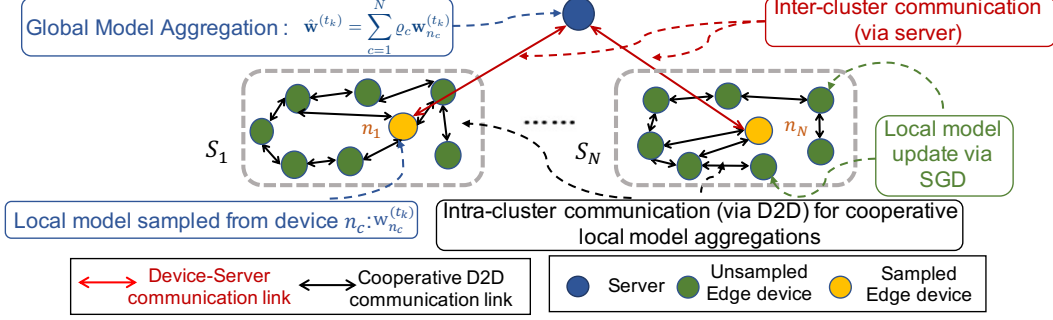 Global Model Aggregation : ŵ^(t_k) = ∑_{c=1}^{N} ϱ_c w_{n_c}^{(t_k)}
Server
Inter-cluster communication
(via server)
S_1
n_1
......
S_N
n_N
Local model
update via
SGD
Local model sampled from device n_c: w_{n_c}^{(t_k)}
Intra-cluster communication (via D2D) for cooperative
local model aggregations
Device-Server
communication link
Cooperative D2D
communication link
Server
Unsampled
Edge device
Sampled
Edge device